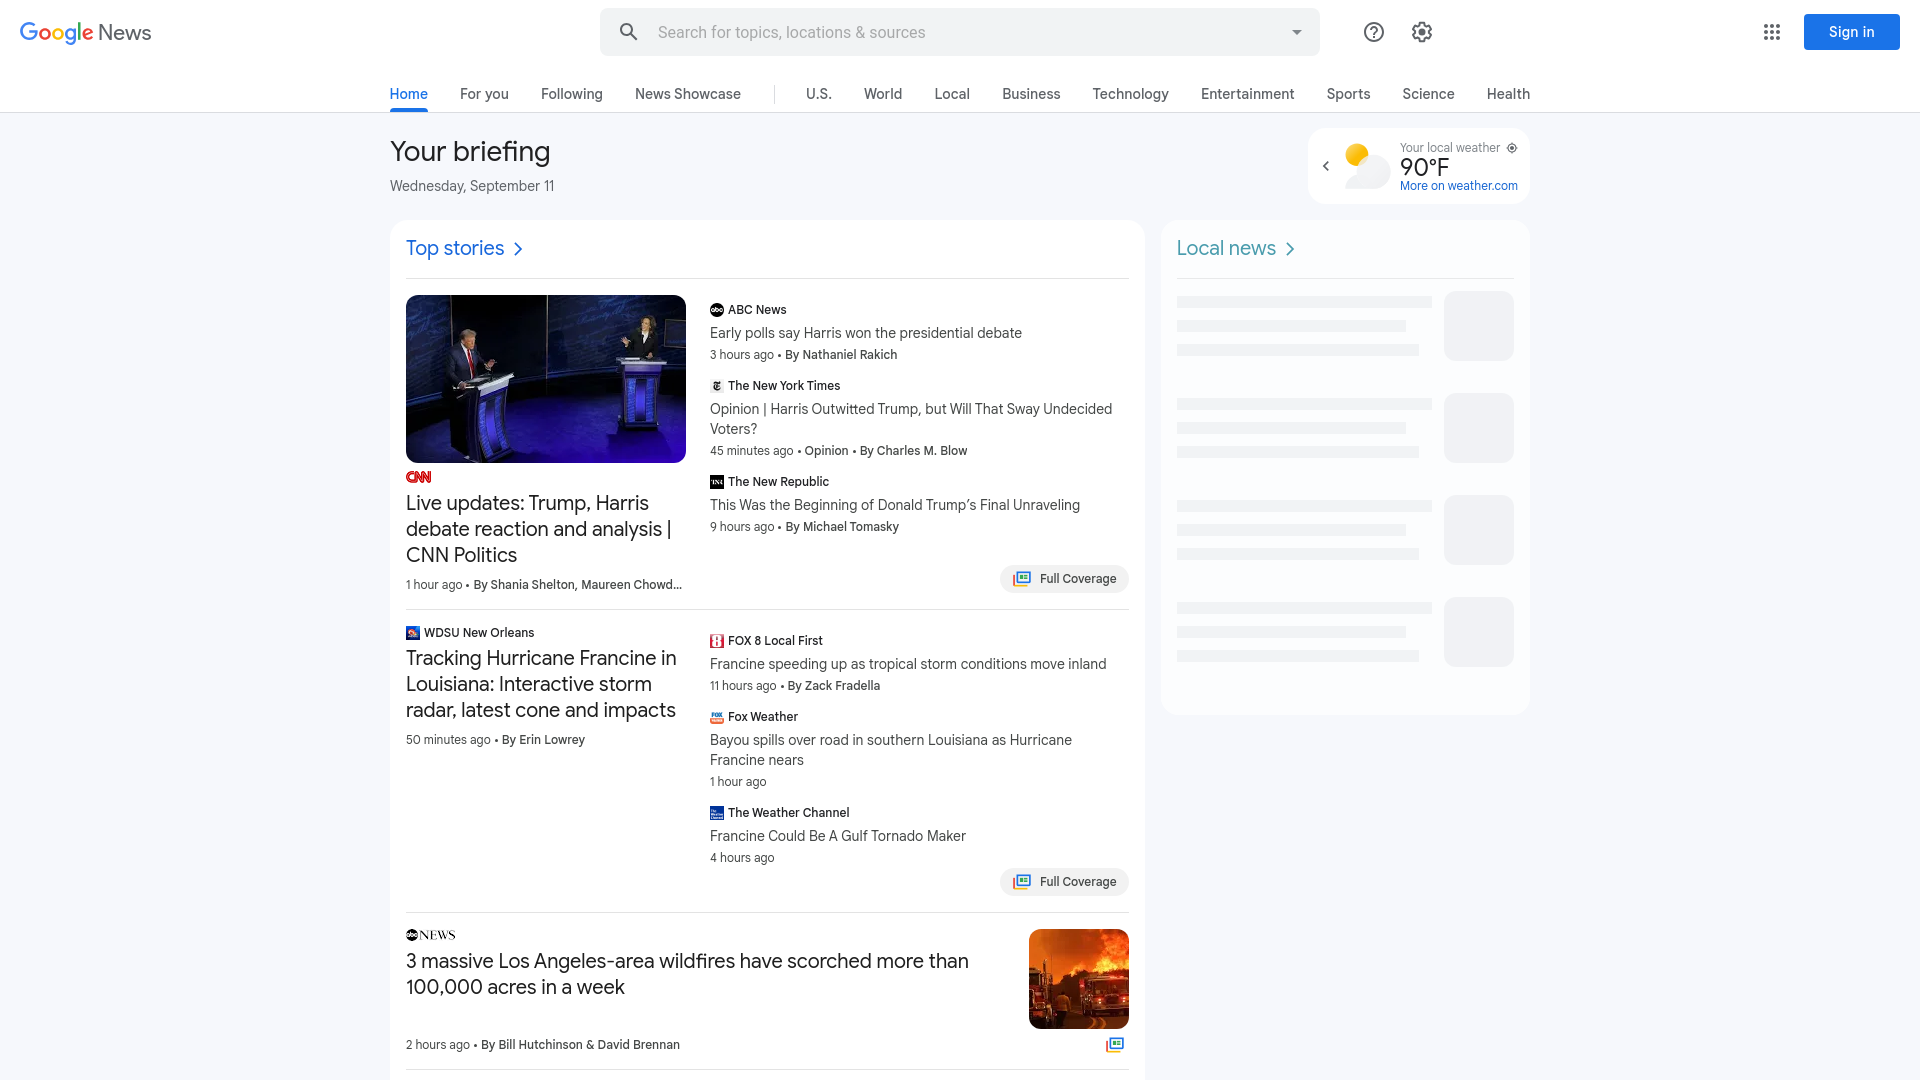 Google News
Search for topics, locations & sources
Sign in
Home
For you
Following
News Showcase
U.S.
World
Local
Business
Technology
Entertainment
Sports
Science
Health
Your briefing
Wednesday, September 11
Your local weather
90°F
More on weather.com
Top stories
CNN
Live updates: Trump, Harris
debate reaction and analysis |
CNN Politics
1 hour ago • By Shania Shelton, Maureen Chowd...
abc
ABC News
Early polls say Harris won the presidential debate
3 hours ago • By Nathaniel Rakich
The New York Times
Opinion | Harris Outwitted Trump, but Will That Sway Undecided
Voters?
45 minutes ago • Opinion • By Charles M. Blow
TNR
The New Republic
This Was the Beginning of Donald Trump’s Final Unraveling
9 hours ago • By Michael Tomasky
Full Coverage
WDSU New Orleans
Tracking Hurricane Francine in
Louisiana: Interactive storm
radar, latest cone and impacts
50 minutes ago • By Erin Lowrey
8
FOX 8 Local First
Francine speeding up as tropical storm conditions move inland
11 hours ago • By Zack Fradella
Fox Weather
Bayou spills over road in southern Louisiana as Hurricane
Francine nears
1 hour ago
The Weather Channel
Francine Could Be A Gulf Tornado Maker
4 hours ago
Full Coverage
abc NEWS
3 massive Los Angeles-area wildfires have scorched more than
100,000 acres in a week
2 hours ago • By Bill Hutchinson & David Brennan
Local news